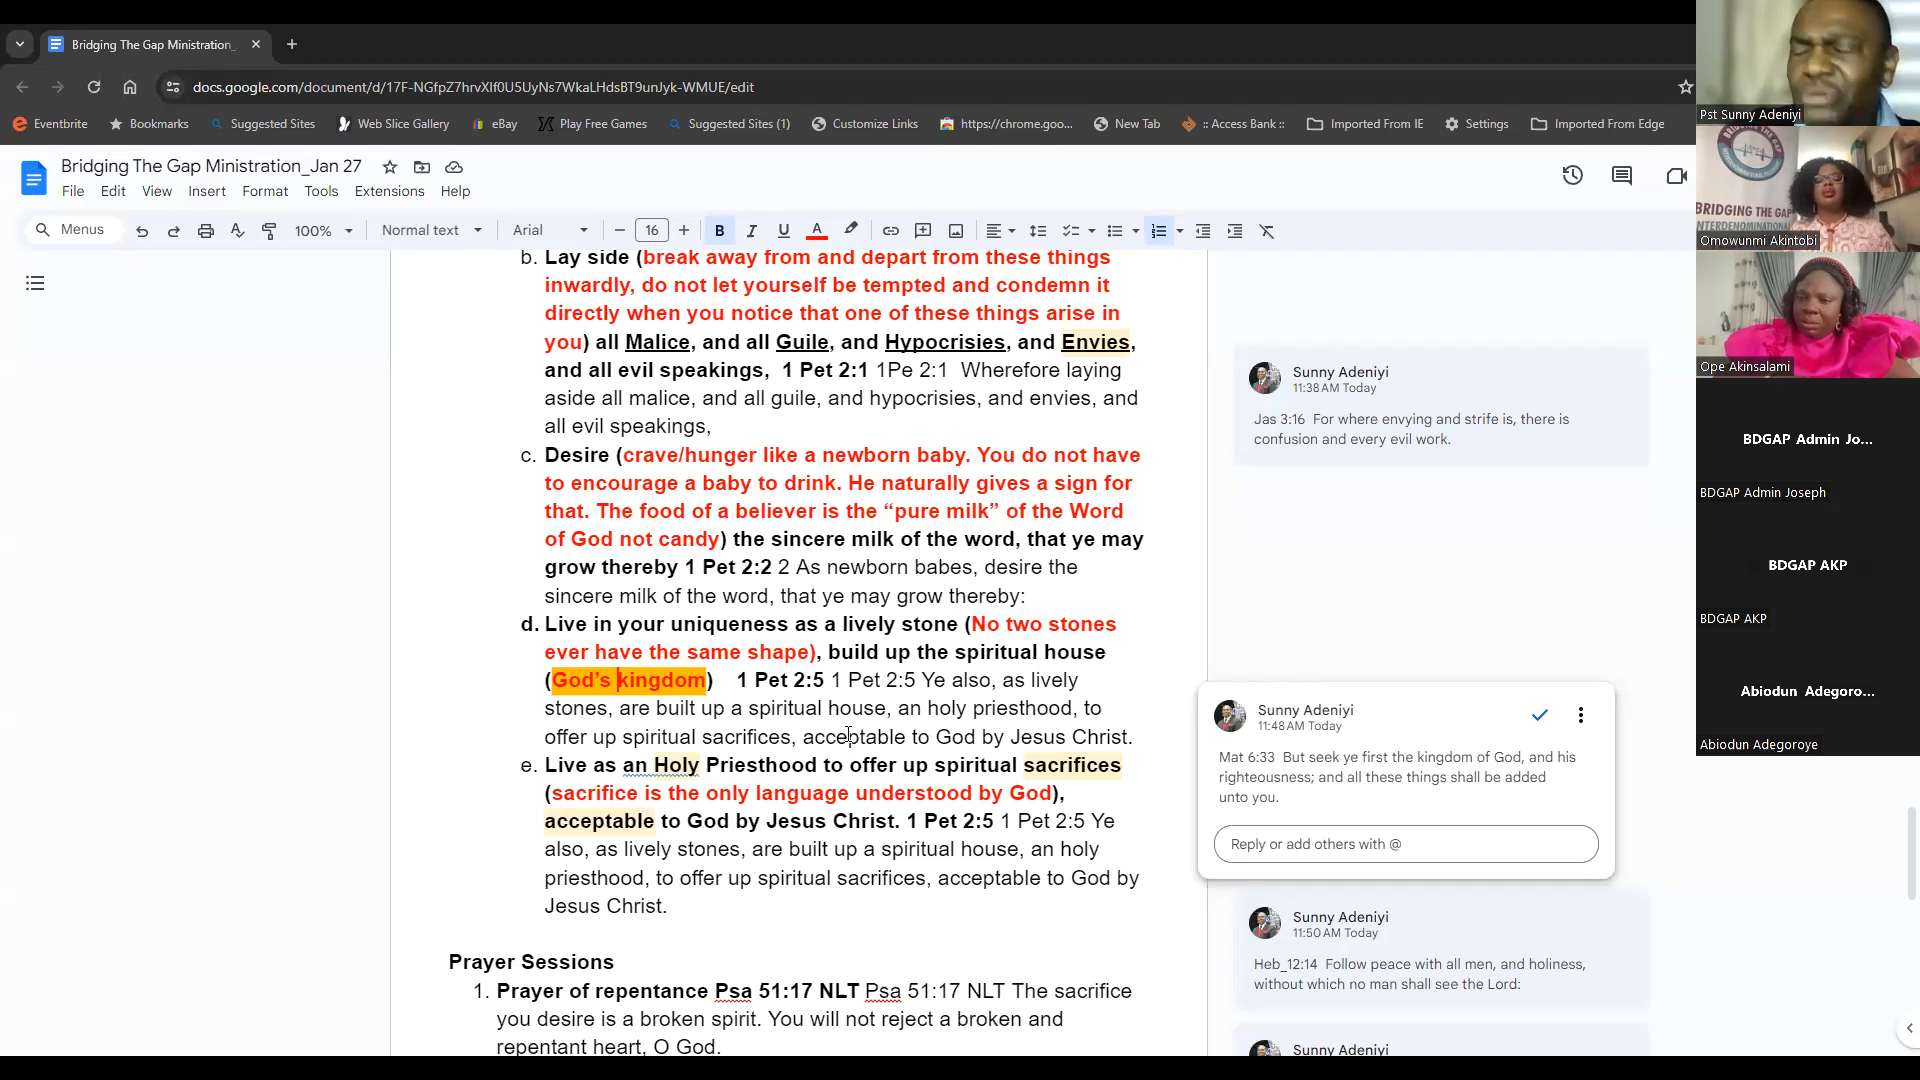 Bridging The Gap Ministration_
docs.google.com/document/d/17F-NGfpZ7hrvXIf0U5UyNs7WkaLHdsBT9unJyk-WMUE/edit
Eventbrite Bookmarks Suggested Sites Web Slice Gallery eBay Play Free Games Suggested Sites (1) Customize Links https://chrome.goo... New Tab :: Access Bank :: Imported From IE Settings Imported From Edge
Bridging The Gap Ministration_Jan 27
File Edit View Insert Format Tools Extensions Help
Menus 100% Normal text Arial 16 B I U A
b. Lay side (break away from and depart from these things
inwardly, do not let yourself be tempted and condemn it
directly when you notice that one of these things arise in
you) all Malice, and all Guile, and Hypocrisies, and Envies,
and all evil speakings, 1 Pet 2:1 1Pe 2:1 Wherefore laying
aside all malice, and all guile, and hypocrisies, and envies, and
all evil speakings,
c. Desire (crave/hunger like a newborn baby. You do not have
to encourage a baby to drink. He naturally gives a sign for
that. The food of a believer is the “pure milk” of the Word
of God not candy) the sincere milk of the word, that ye may
grow thereby 1 Pet 2:2 2 As newborn babes, desire the
sincere milk of the word, that ye may grow thereby:
d. Live in your uniqueness as a lively stone (No two stones
ever have the same shape), build up the spiritual house
(God’s kingdom) 1 Pet 2:5 1 Pet 2:5 Ye also, as lively
stones, are built up a spiritual house, an holy priesthood, to
offer up spiritual sacrifices, acceptable to God by Jesus Christ.
e. Live as an Holy Priesthood to offer up spiritual sacrifices
(sacrifice is the only language understood by God),
acceptable to God by Jesus Christ. 1 Pet 2:5 1 Pet 2:5 Ye
also, as lively stones, are built up a spiritual house, an holy
priesthood, to offer up spiritual sacrifices, acceptable to God by
Jesus Christ.
Prayer Sessions
1. Prayer of repentance Psa 51:17 NLT Psa 51:17 NLT The sacrifice
you desire is a broken spirit. You will not reject a broken and
repentant heart, O God.
Sunny Adeniyi
11:38 AM Today
Jas 3:16 For where envying and strife is, there is
confusion and every evil work.
Sunny Adeniyi
11:48 AM Today
Mat 6:33 But seek ye first the kingdom of God, and his
righteousness; and all these things shall be added
unto you.
Reply or add others with @
Sunny Adeniyi
11:50 AM Today
Heb_12:14 Follow peace with all men, and holiness,
without which no man shall see the Lord:
Sunny Adeniyi
Pst Sunny Adeniyi
BRIDGING THE GAP
Omowunmi Akintobi
Ope Akinsalami
BDGAP Admin Jo...
BDGAP Admin Joseph
BDGAP AKP
BDGAP AKP
Abiodun Adegoro...
Abiodun Adegoroye